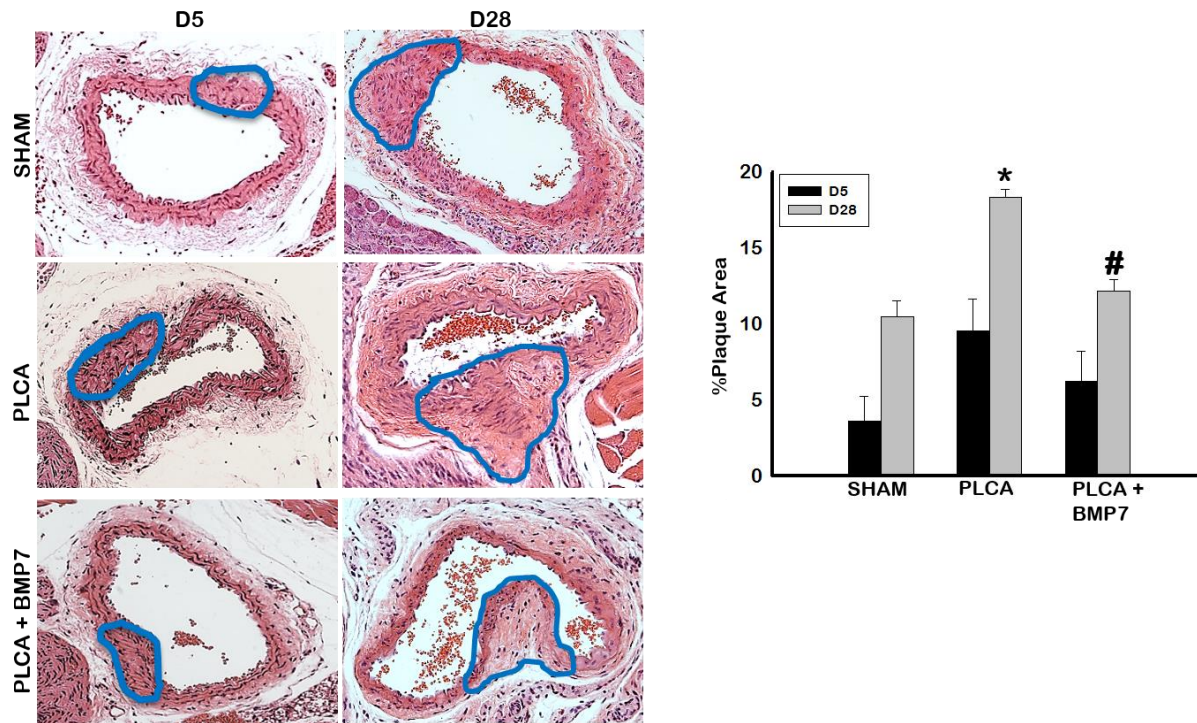 D5 D28
SHAM
PLCA
PLCA + BMP7
%Plaque Area
20
15
10
5
0
D5
D28
*
#
SHAM PLCA PLCA +
BMP7